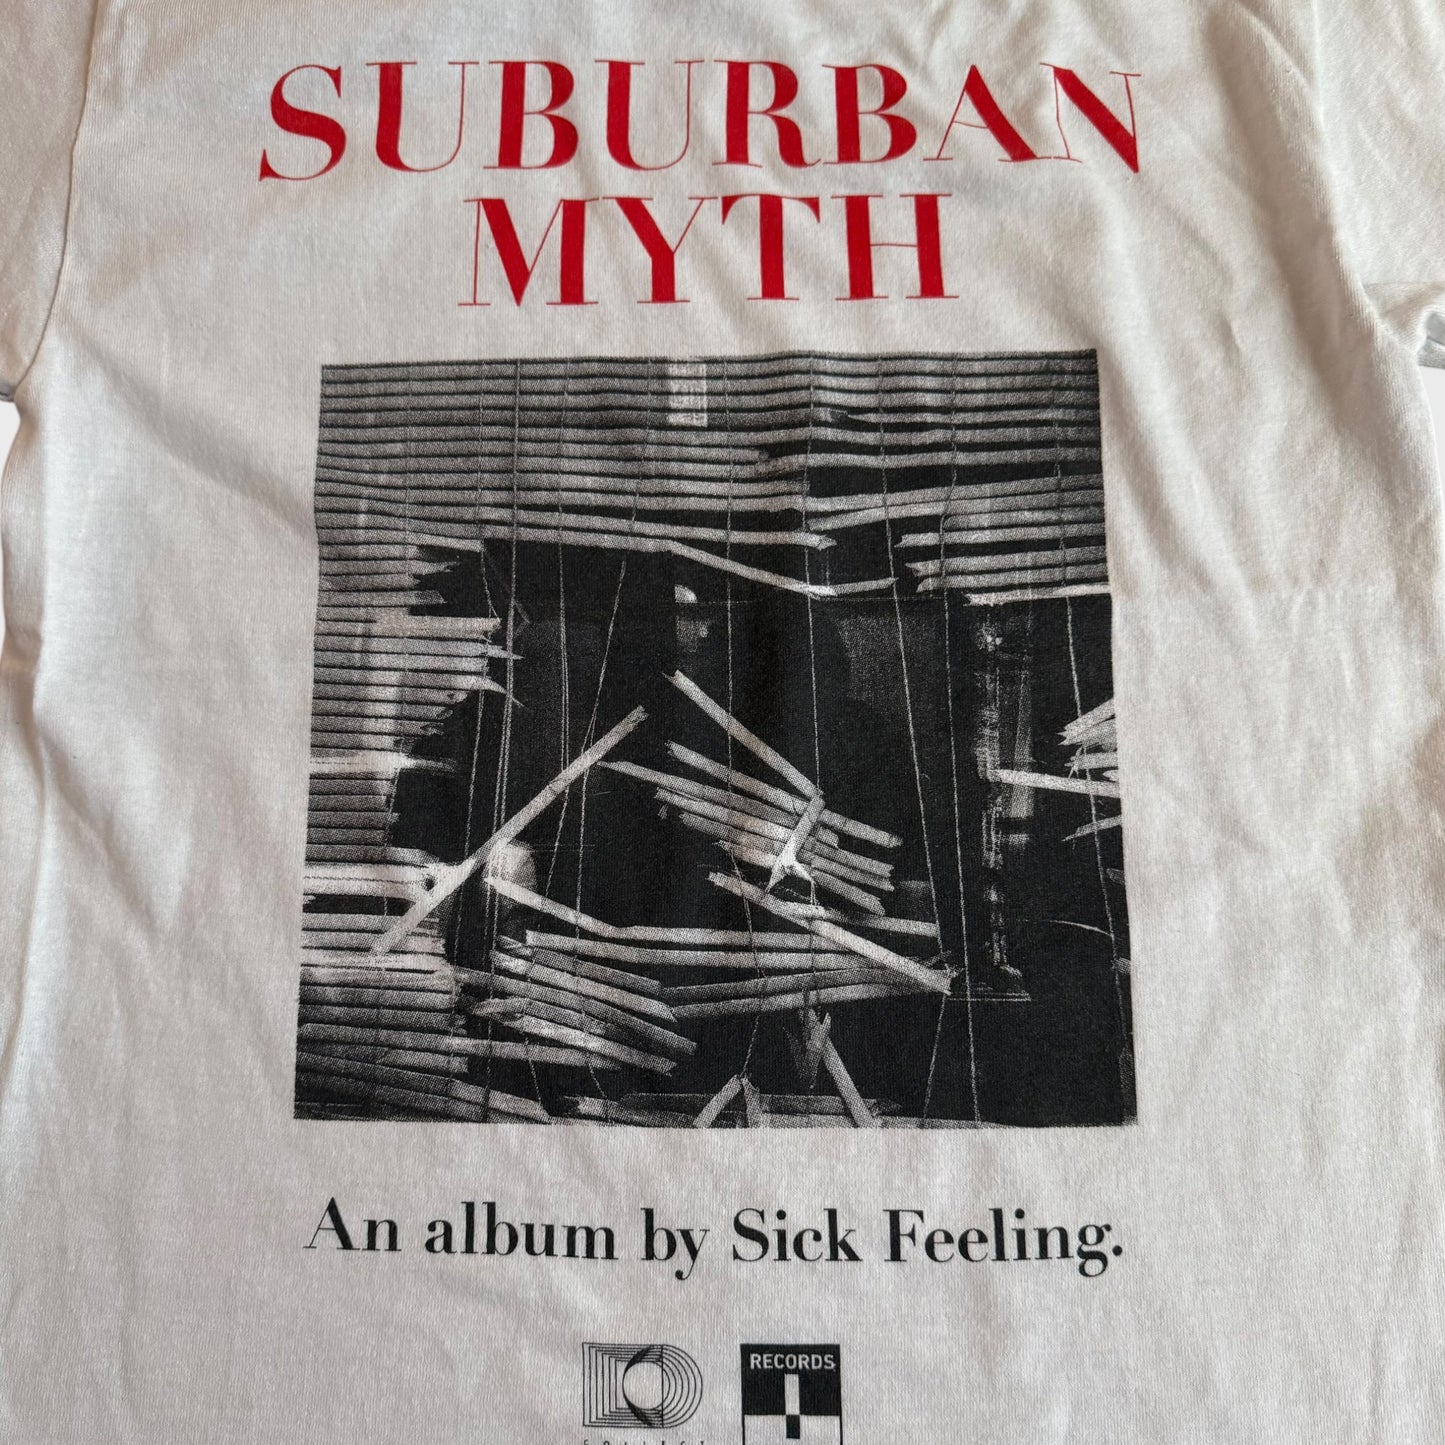 SUBURBAN
MYTH
An album by Sick Feeling.
RECORDS